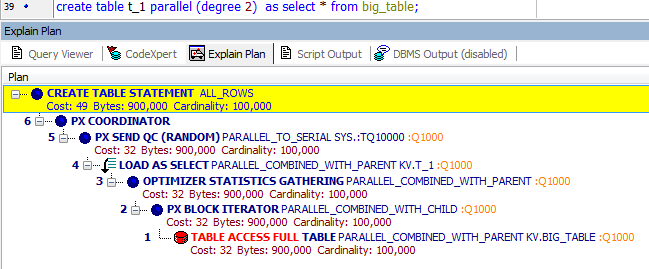 39 create table t_1 parallel (degree 2)  as select * from big_table;
Explain Plan
Query Viewer CodeXpert Explain Plan Script Output DBMS Output (disabled)
Plan
CREATE TABLE STATEMENT ALL_ROWS
Cost: 49 Bytes: 900,000 Cardinality: 100,000
6 PX COORDINATOR
5 PX SEND QC (RANDOM) PARALLEL_TO_SERIAL SYS.:TQ10000 :Q1000
Cost: 32 Bytes: 900,000 Cardinality: 100,000
4 LOAD AS SELECT PARALLEL_COMBINED_WITH_PARENT KV.T_1 :Q1000
3 OPTIMIZER STATISTICS GATHERING PARALLEL_COMBINED_WITH_PARENT :Q1000
Cost: 32 Bytes: 900,000 Cardinality: 100,000
2 PX BLOCK ITERATOR PARALLEL_COMBINED_WITH_CHILD :Q1000
Cost: 32 Bytes: 900,000 Cardinality: 100,000
1 TABLE ACCESS FULL TABLE PARALLEL_COMBINED_WITH_PARENT KV.BIG_TABLE :Q1000
Cost: 32 Bytes: 900,000 Cardinality: 100,000